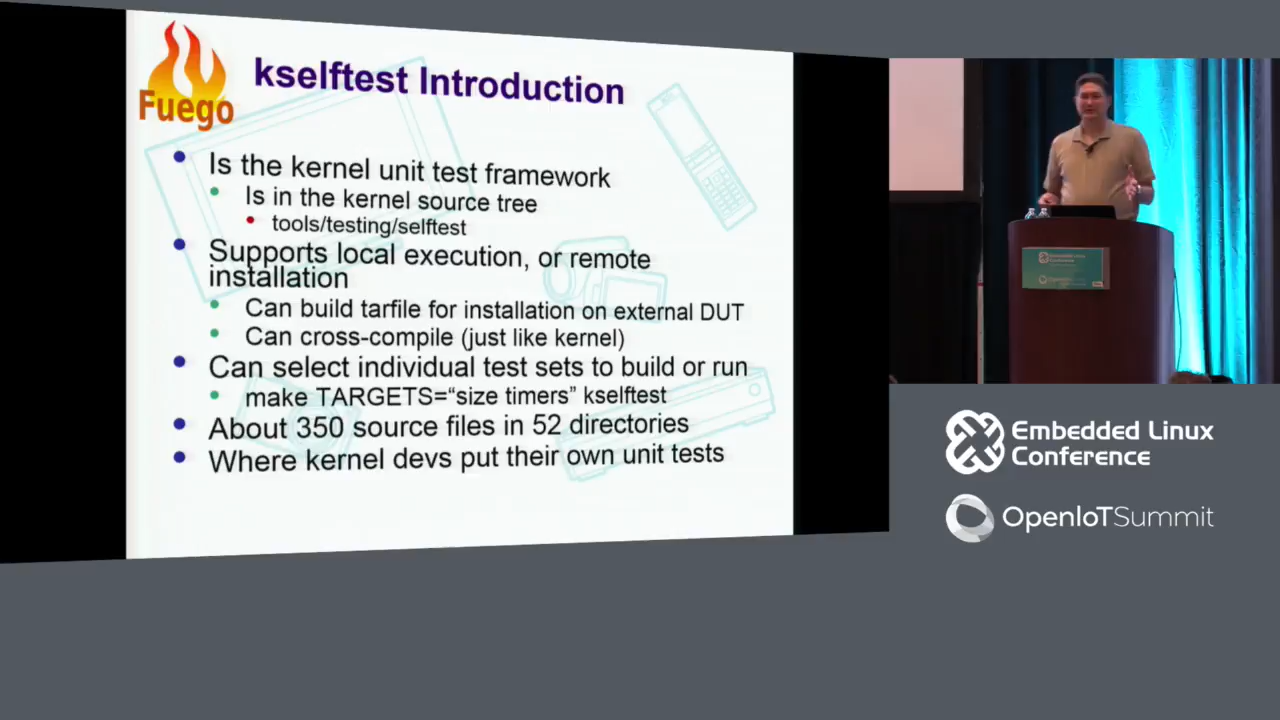 Fuego
kselftest Introduction
• Is the kernel unit test framework
• Is in the kernel source tree
• tools/testing/selftest
• Supports local execution, or remote
installation
• Can build tarfile for installation on external DUT
• Can cross-compile (just like kernel)
• Can select individual test sets to build or run
• make TARGETS=“size timers” kselftest
• About 350 source files in 52 directories
• Where kernel devs put their own unit tests
Embedded Linux
Conference
Embedded Linux
Conference
OpenIoTSummit